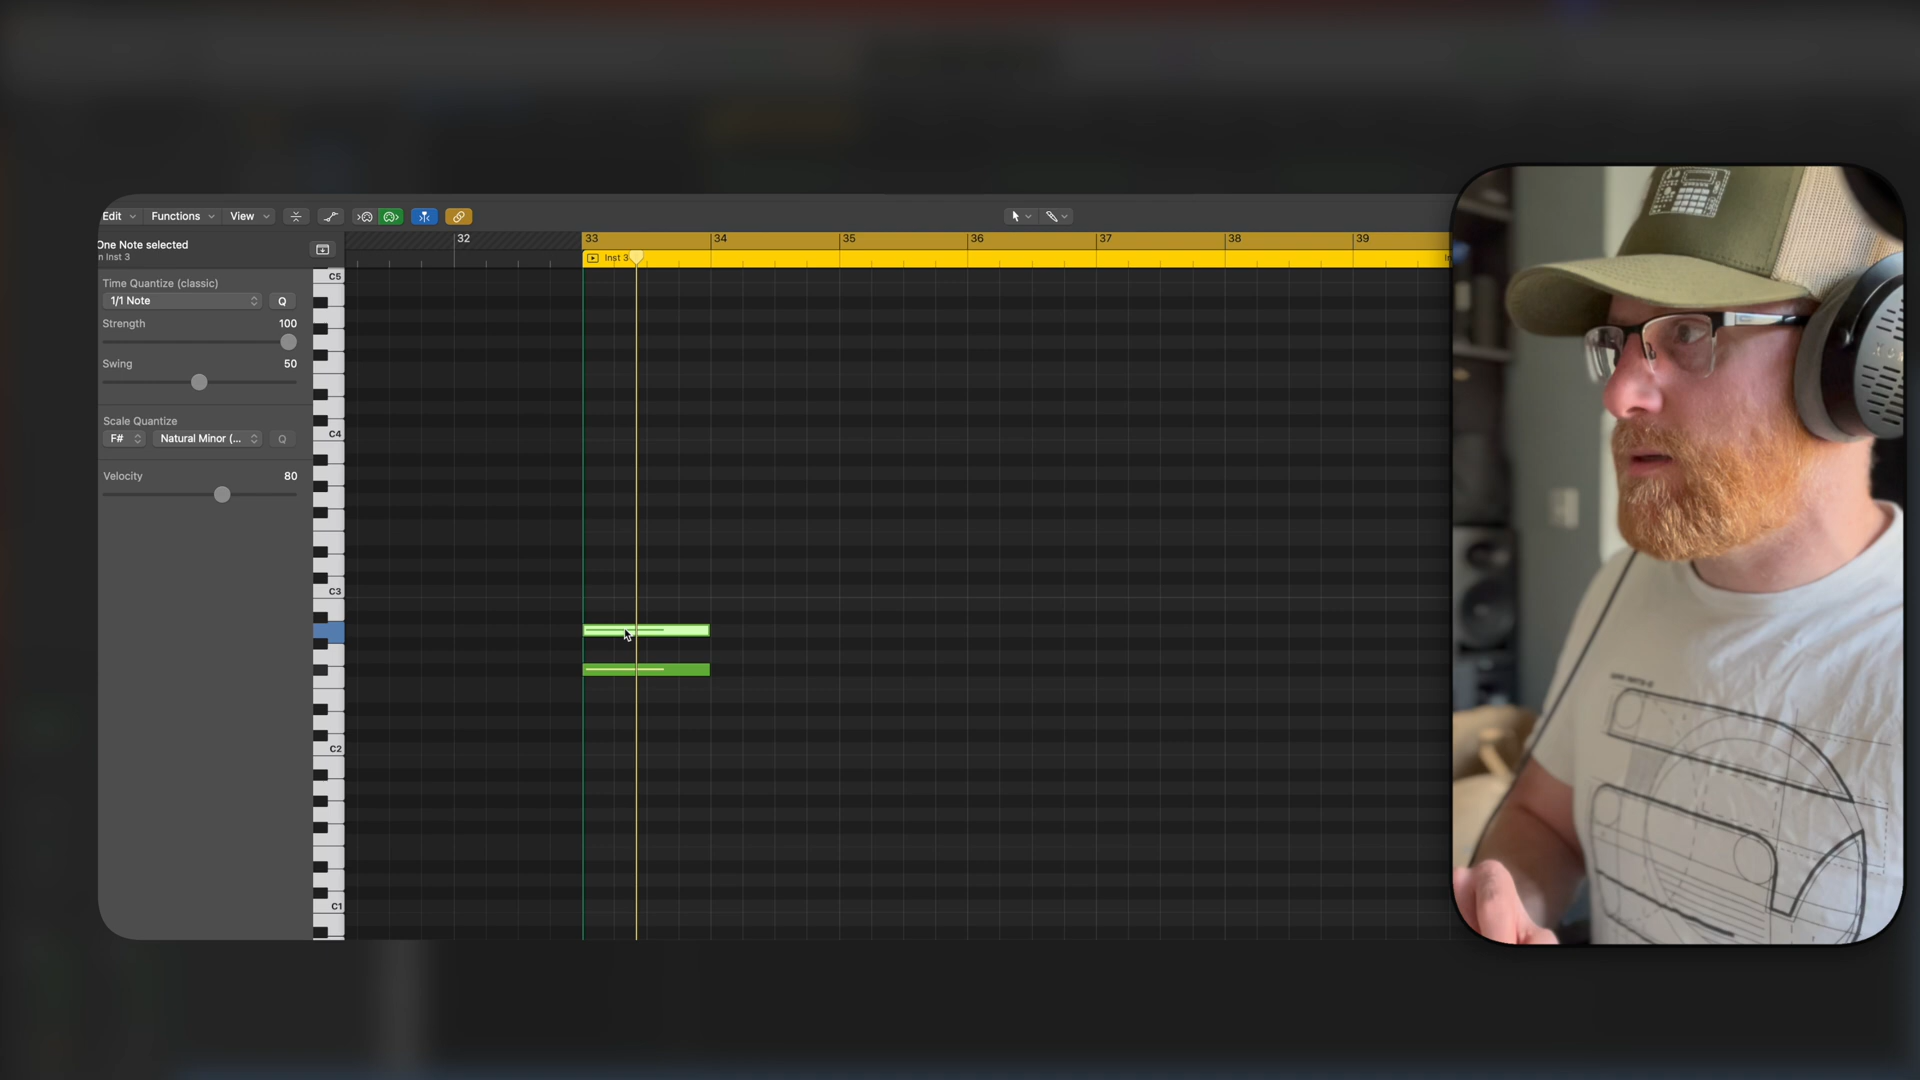 Edit Functions View
One Note selected
n Inst 3
Time Quantize (classic)
1/1 Note Q
Strength 100
Swing 50
Scale Quantize
F# Natural Minor (... Q
Velocity 80
32 33 34 35 36 37 38 39
Inst 3
In
C5
C4
C3
C2
C1